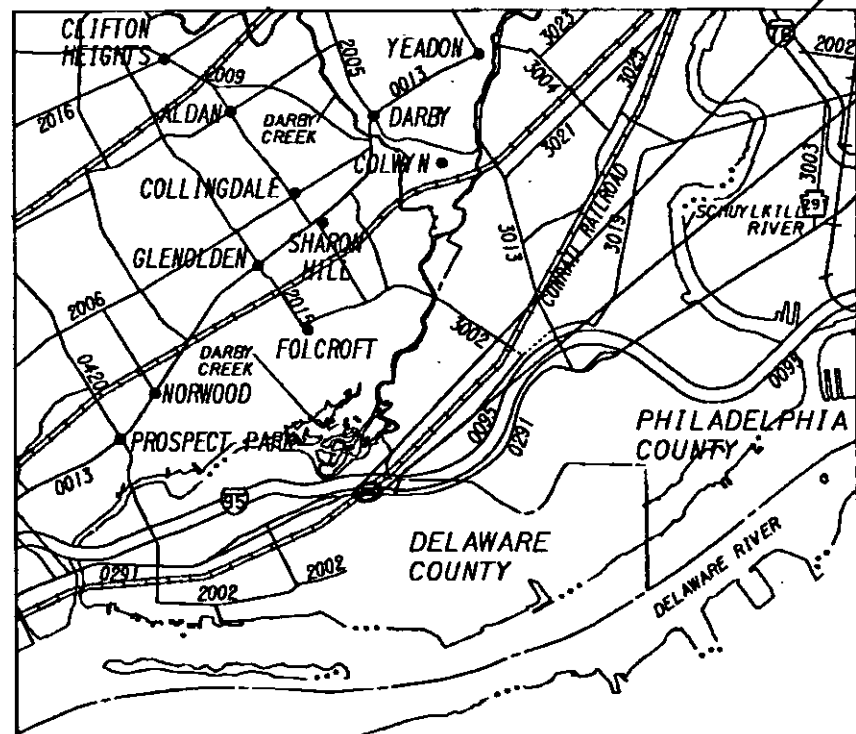 CLIFTON
HEIGHTS
YEADON
3023
76
2002
2009
2005
0013
3004
3025
2016
ALDAN
DARBY
CREEK
DARBY
3021
COLWYN
3003
COLLINGDALE
291
SCHUYLKILL
RIVER
SHARON
HILL
GLENOLDEN
3013
CONRAIL RAILROAD
3019
2006
2015
FOLCROFT
3002
DARBY
CREEK
0420
NORWOOD
0095
PROSPECT PARK
0095
0291
PHILADELPHIA
COUNTY
0013
95
DELAWARE
COUNTY
DELAWARE RIVER
0291
2002
2002